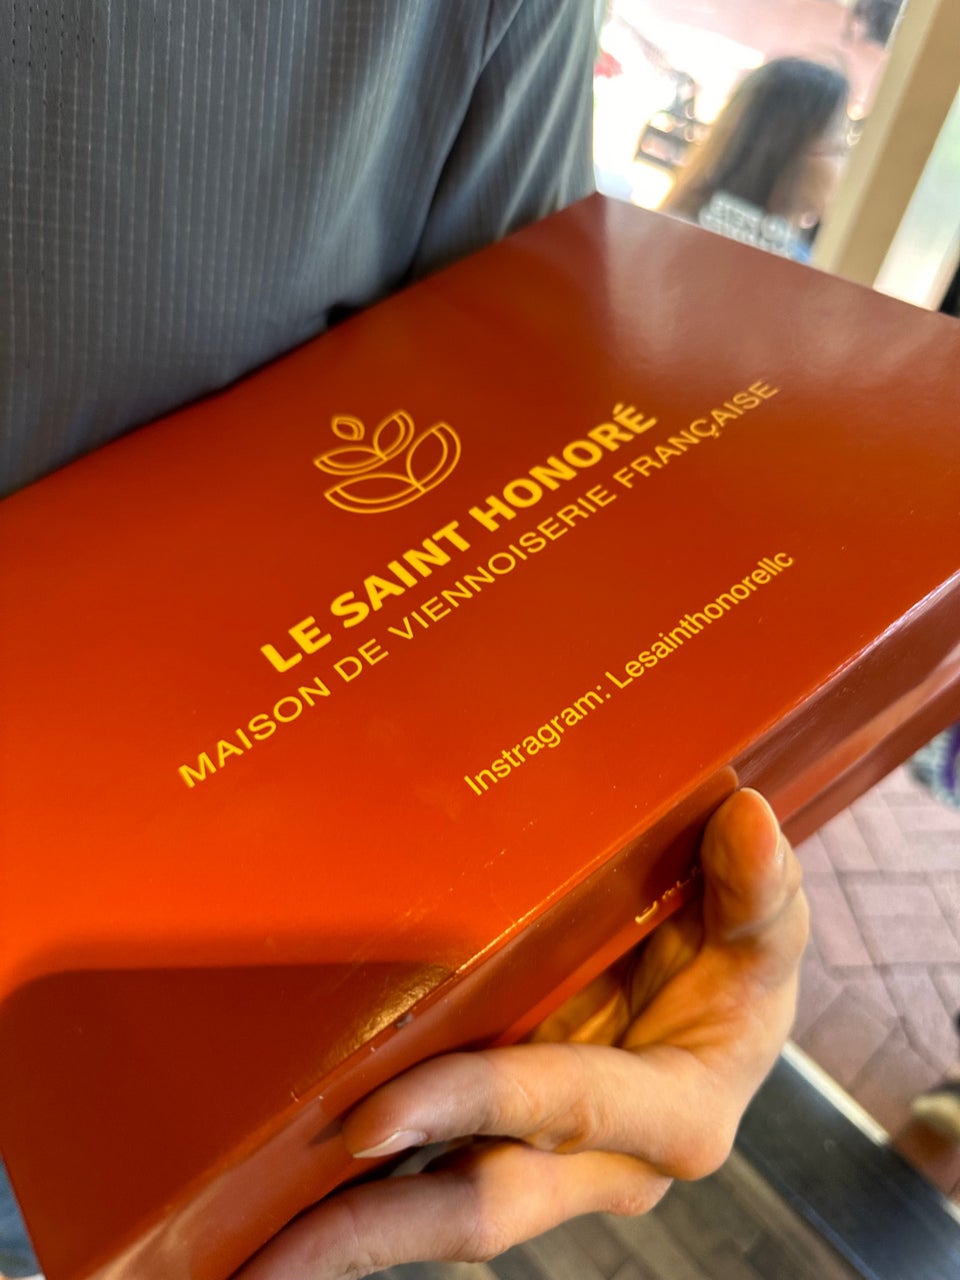 LE SAINT HONORÉ
MAISON DE VIENNOISERIE FRANÇAISE
Instragram: Lesainthonorellc